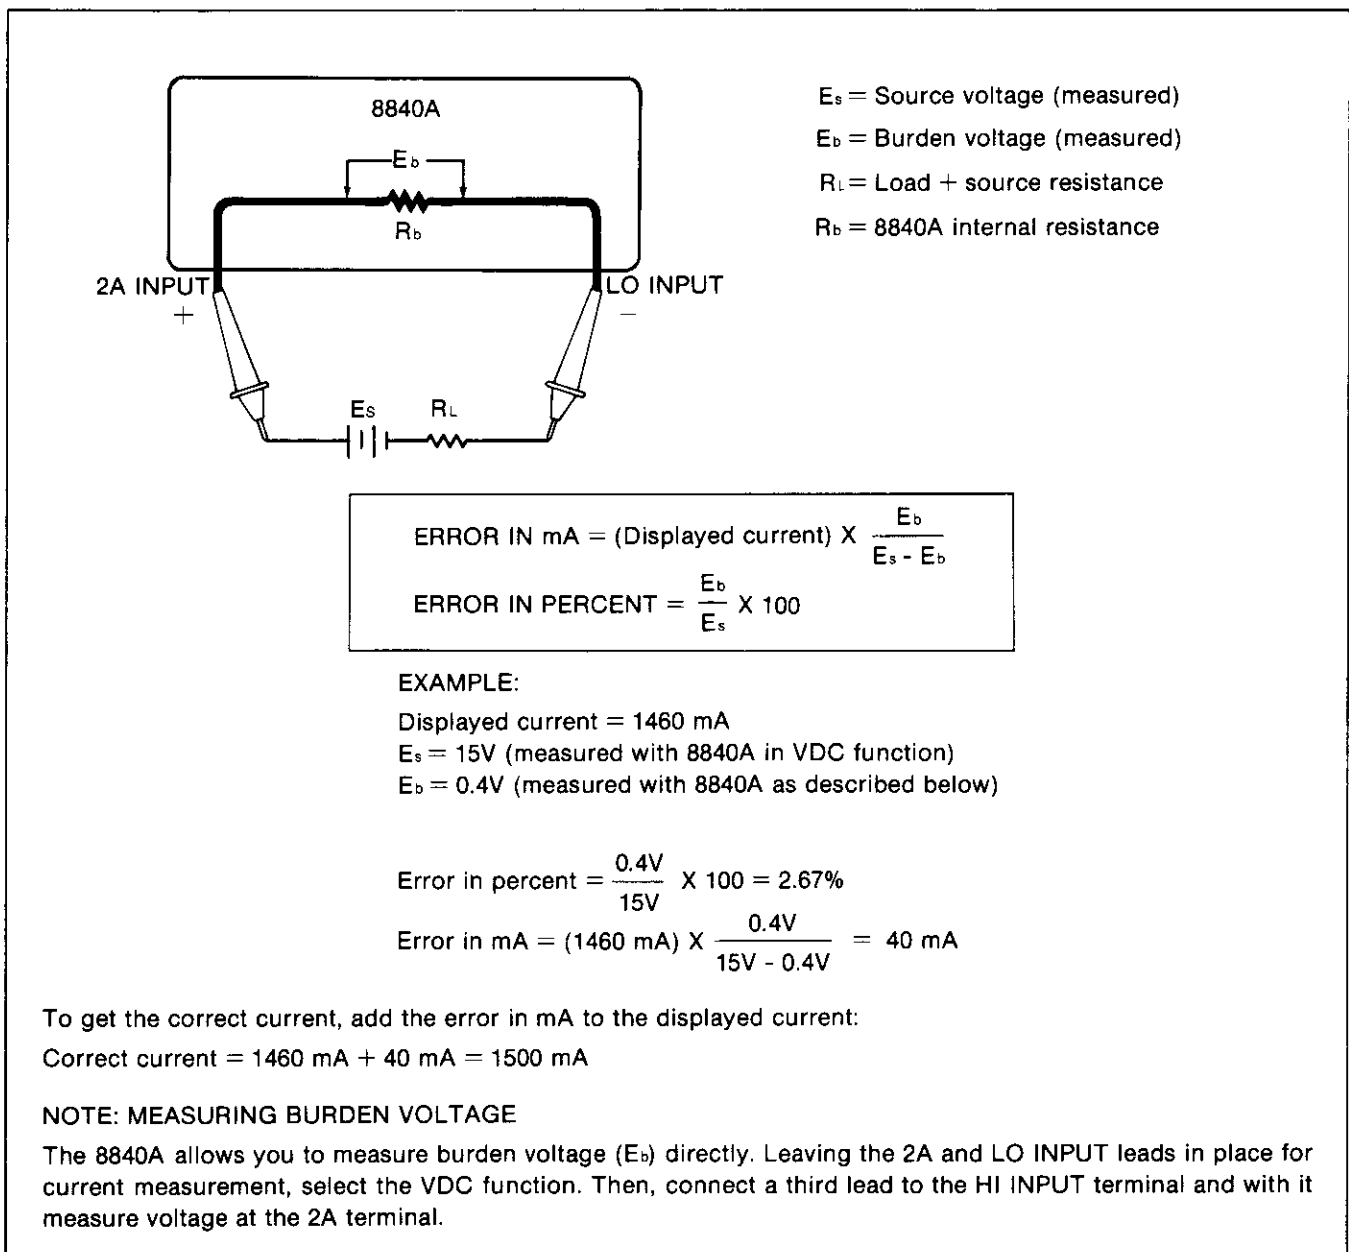 8840A
Eb
Rb
2A INPUT
+
LO INPUT
−
Es
RL
Es = Source voltage (measured)
Eb = Burden voltage (measured)
RL = Load + source resistance
Rb = 8840A internal resistance
ERROR IN mA = (Displayed current) X Eb / Es - Eb
ERROR IN PERCENT = Eb / Es X 100
EXAMPLE:
Displayed current = 1460 mA
Es = 15V (measured with 8840A in VDC function)
Eb = 0.4V (measured with 8840A as described below)
Error in percent = 0.4V / 15V X 100 = 2.67%
Error in mA = (1460 mA) X 0.4V / 15V - 0.4V = 40 mA
To get the correct current, add the error in mA to the displayed current:
Correct current = 1460 mA + 40 mA = 1500 mA
NOTE: MEASURING BURDEN VOLTAGE
The 8840A allows you to measure burden voltage (Eb) directly. Leaving the 2A and LO INPUT leads in place for
current measurement, select the VDC function. Then, connect a third lead to the HI INPUT terminal and with it
measure voltage at the 2A terminal.